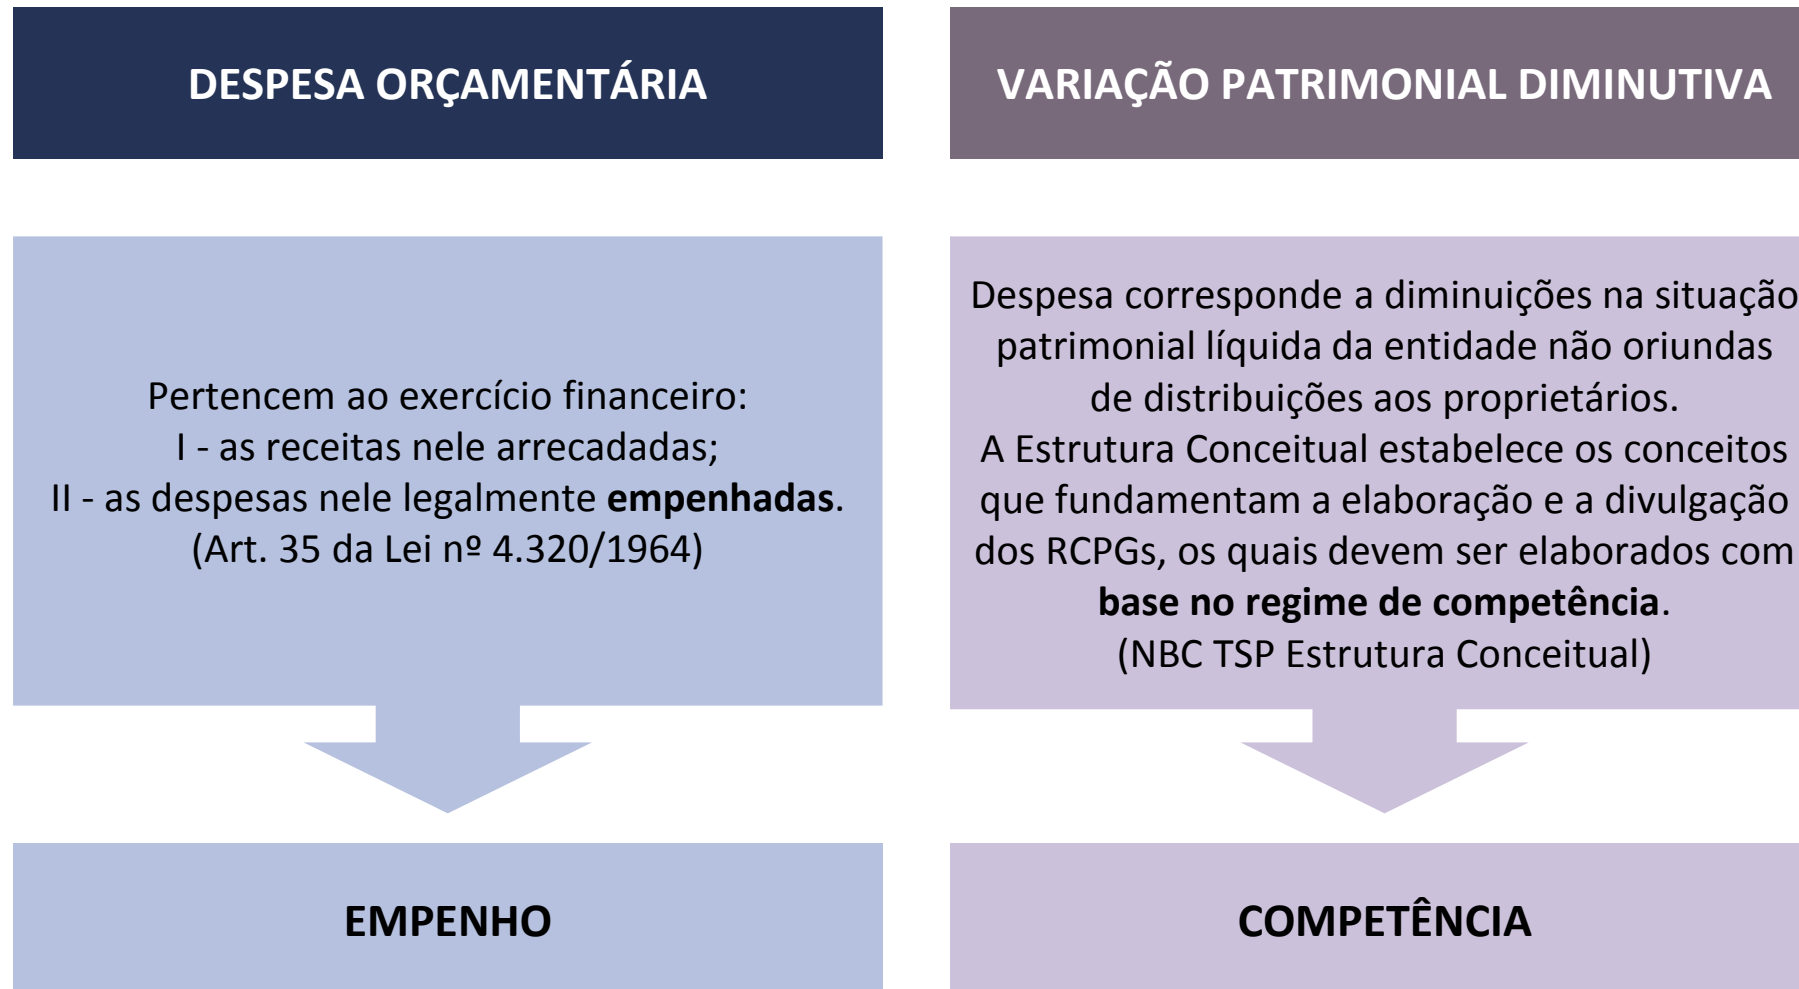 DESPESA ORÇAMENTÁRIA
Pertencem ao exercício financeiro:
I - as receitas nele arrecadadas;
II - as despesas nele legalmente empenhadas.
(Art. 35 da Lei nº 4.320/1964)
EMPENHO
VARIAÇÃO PATRIMONIAL DIMINUTIVA
Despesa corresponde a diminuições na situação
patrimonial líquida da entidade não oriundas
de distribuições aos proprietários.
A Estrutura Conceitual estabelece os conceitos
que fundamentam a elaboração e a divulgação
dos RCPGs, os quais devem ser elaborados com
base no regime de competência.
(NBC TSP Estrutura Conceitual)
COMPETÊNCIA